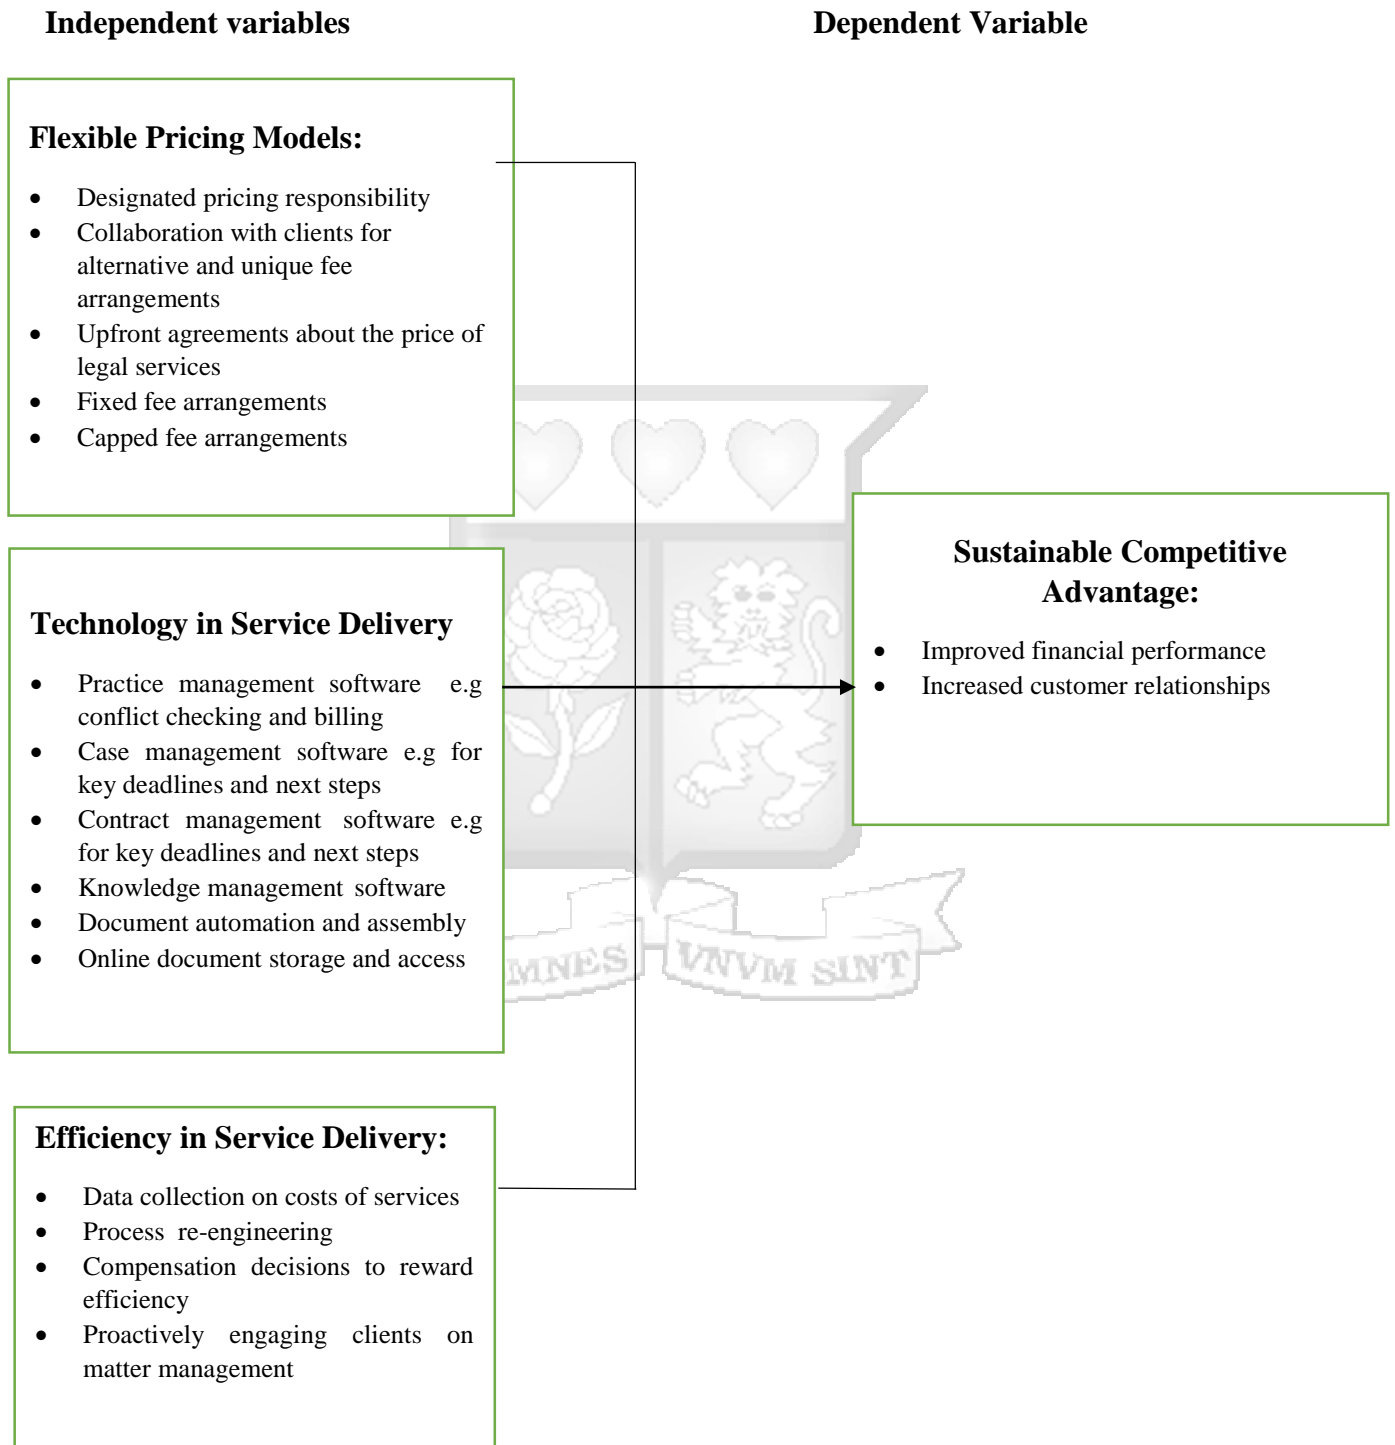 Independent variables
Dependent Variable
Flexible Pricing Models:
• Designated pricing responsibility
• Collaboration with clients for
alternative and unique fee
arrangements
• Upfront agreements about the price of
legal services
• Fixed fee arrangements
• Capped fee arrangements
Technology in Service Delivery
• Practice management software e.g
conflict checking and billing
• Case management software e.g for
key deadlines and next steps
• Contract management software e.g
for key deadlines and next steps
• Knowledge management software
• Document automation and assembly
• Online document storage and access
Efficiency in Service Delivery:
• Data collection on costs of services
• Process re-engineering
• Compensation decisions to reward
efficiency
• Proactively engaging clients on
matter management
Sustainable Competitive
Advantage:
• Improved financial performance
• Increased customer relationships
MNES VNVM SINT